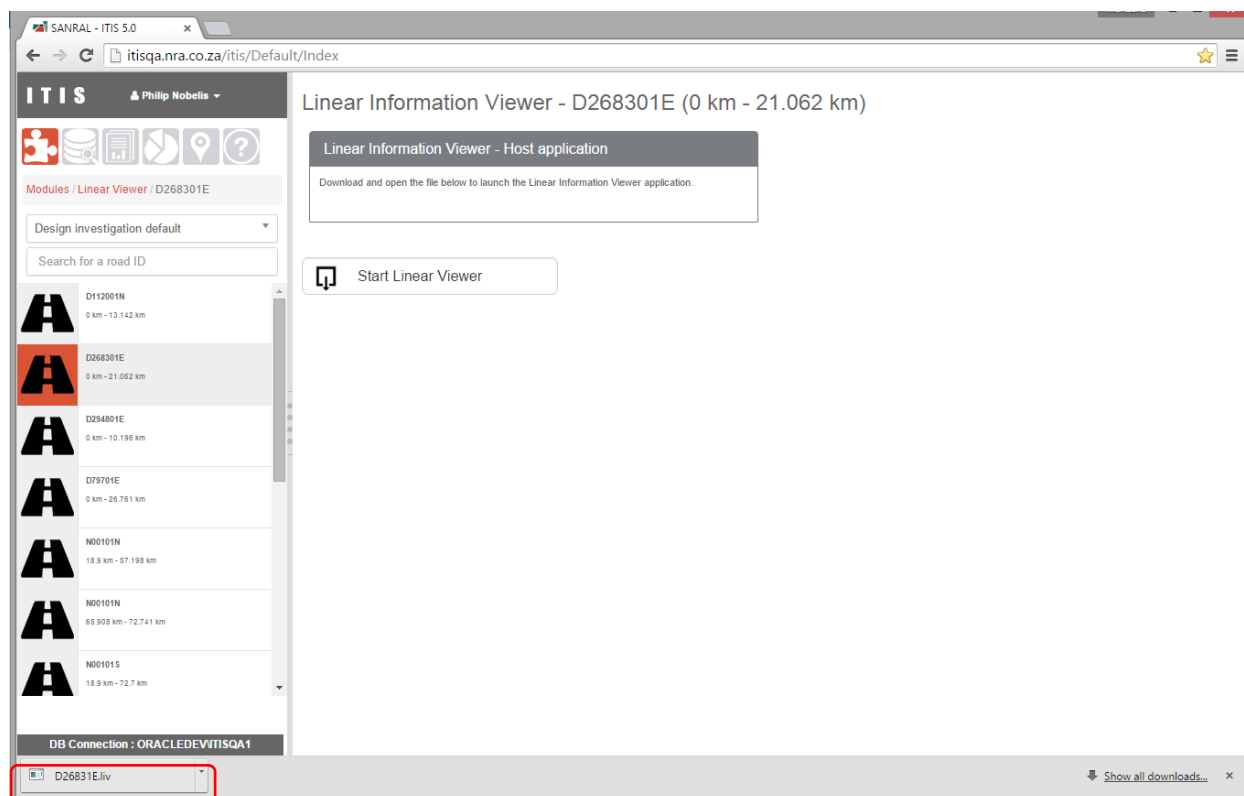 SANRAL - ITIS 5.0 ×
itisqa.nra.co.za/itis/Default/Index
ITIS Philip Nobelis
Modules / Linear Viewer / D268301E
Design investigation default
Search for a road ID
D112001N
0 km - 13.142 km
D268301E
0 km - 21.062 km
D294801E
0 km - 10.196 km
D79701E
0 km - 26.761 km
N00101N
18.9 km - 57.198 km
N00101N
65.908 km - 72.741 km
N00101S
18.9 km - 72.7 km
DB Connection : ORACLEDEV\ITISQA1
Linear Information Viewer - D268301E (0 km - 21.062 km)
Linear Information Viewer - Host application
Download and open the file below to launch the Linear Information Viewer application.
Start Linear Viewer
D26831E.liv
Show all downloads... ×